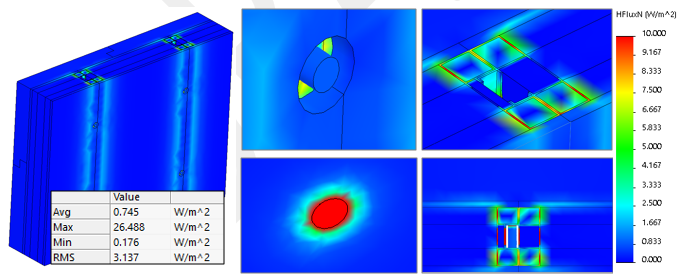 HFluxN (W/m^2)
10.000
9.167
8.333
7.500
6.667
5.833
5.000
4.167
3.333
2.500
1.667
0.833
0.000
Value
Avg 0.745 W/m^2
Max 26.488 W/m^2
Min 0.176 W/m^2
RMS 3.137 W/m^2